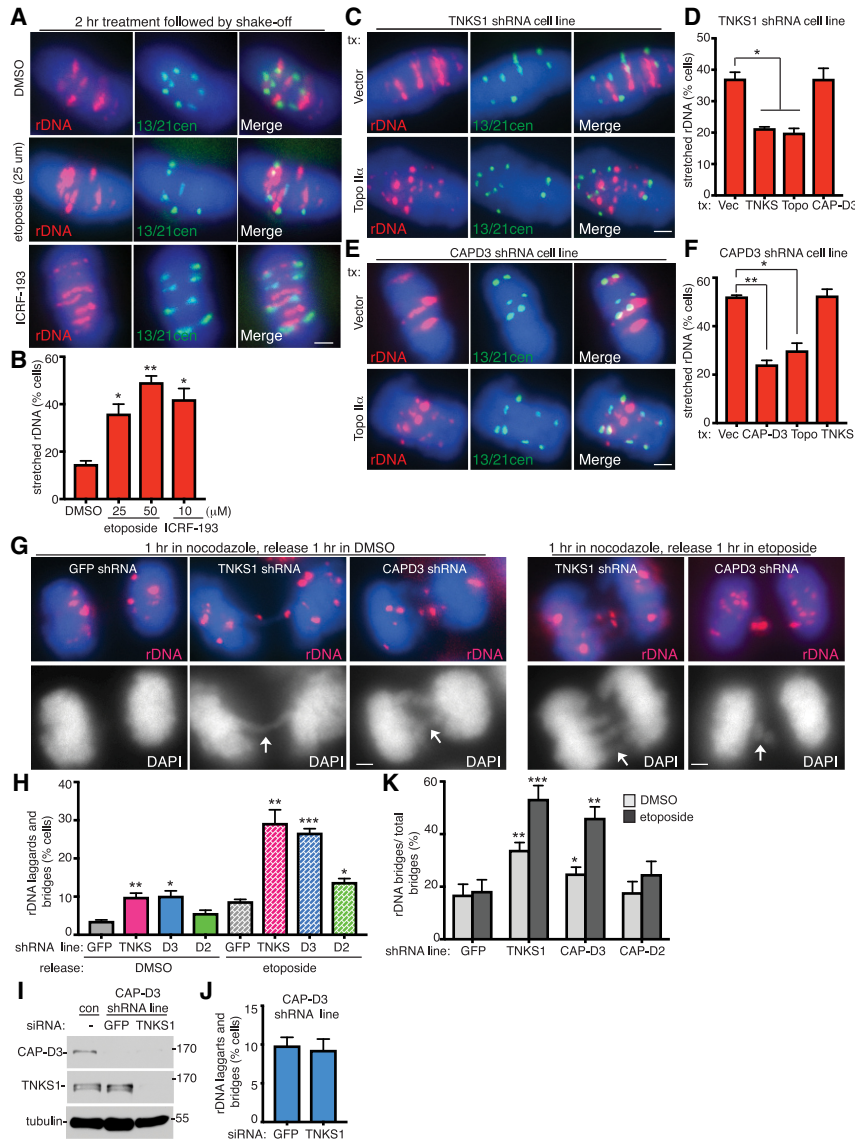 A
2 hr treatment followed by shake-off
DMSO
rDNA
13/21cen
Merge
etoposide (25 um)
rDNA
13/21cen
Merge
ICRF-193
rDNA
13/21cen
Merge
B
stretched rDNA (% cells)
60
40
20
0
*
**
*
DMSO
25
50
10
(μM)
etoposide
ICRF-193
C
TNKS1 shRNA cell line
tx:
Vector
rDNA
13/21cen
Merge
Topo IIα
rDNA
13/21cen
Merge
D
TNKS1 shRNA cell line
stretched rDNA (% cells)
50
40
30
20
10
0
*
tx: Vec TNKS Topo CAP-D3
E
CAPD3 shRNA cell line
tx:
Vector
rDNA
13/21cen
Merge
Topo IIα
rDNA
13/21cen
Merge
F
CAPD3 shRNA cell line
stretched rDNA (% cells)
60
40
20
0
*
**
tx: Vec CAP-D3 Topo TNKS
G
1 hr in nocodazole, release 1 hr in DMSO
GFP shRNA
TNKS1 shRNA
CAPD3 shRNA
rDNA
rDNA
rDNA
DAPI
DAPI
DAPI
1 hr in nocodazole, release 1 hr in etoposide
TNKS1 shRNA
CAPD3 shRNA
rDNA
rDNA
DAPI
DAPI
H
rDNA laggards and
bridges (% cells)
40
30
20
10
0
**
*
**
***
*
shRNA line: GFP TNKS D3 D2 GFP TNKS D3 D2
release: DMSO etoposide
K
rDNA bridges/ total
bridges (%)
80
60
40
20
0
**
***
*
**
DMSO
etoposide
shRNA line: GFP TNKS1 CAP-D3 CAP-D2
I
CAP-D3
con shRNA line
siRNA: - GFP TNKS1
CAP-D3- -170
TNKS1- -170
tubulin- -55
J
CAP-D3
shRNA line
rDNA laggarts and
bridges (% cells)
15
10
5
0
siRNA: GFP TNKS1